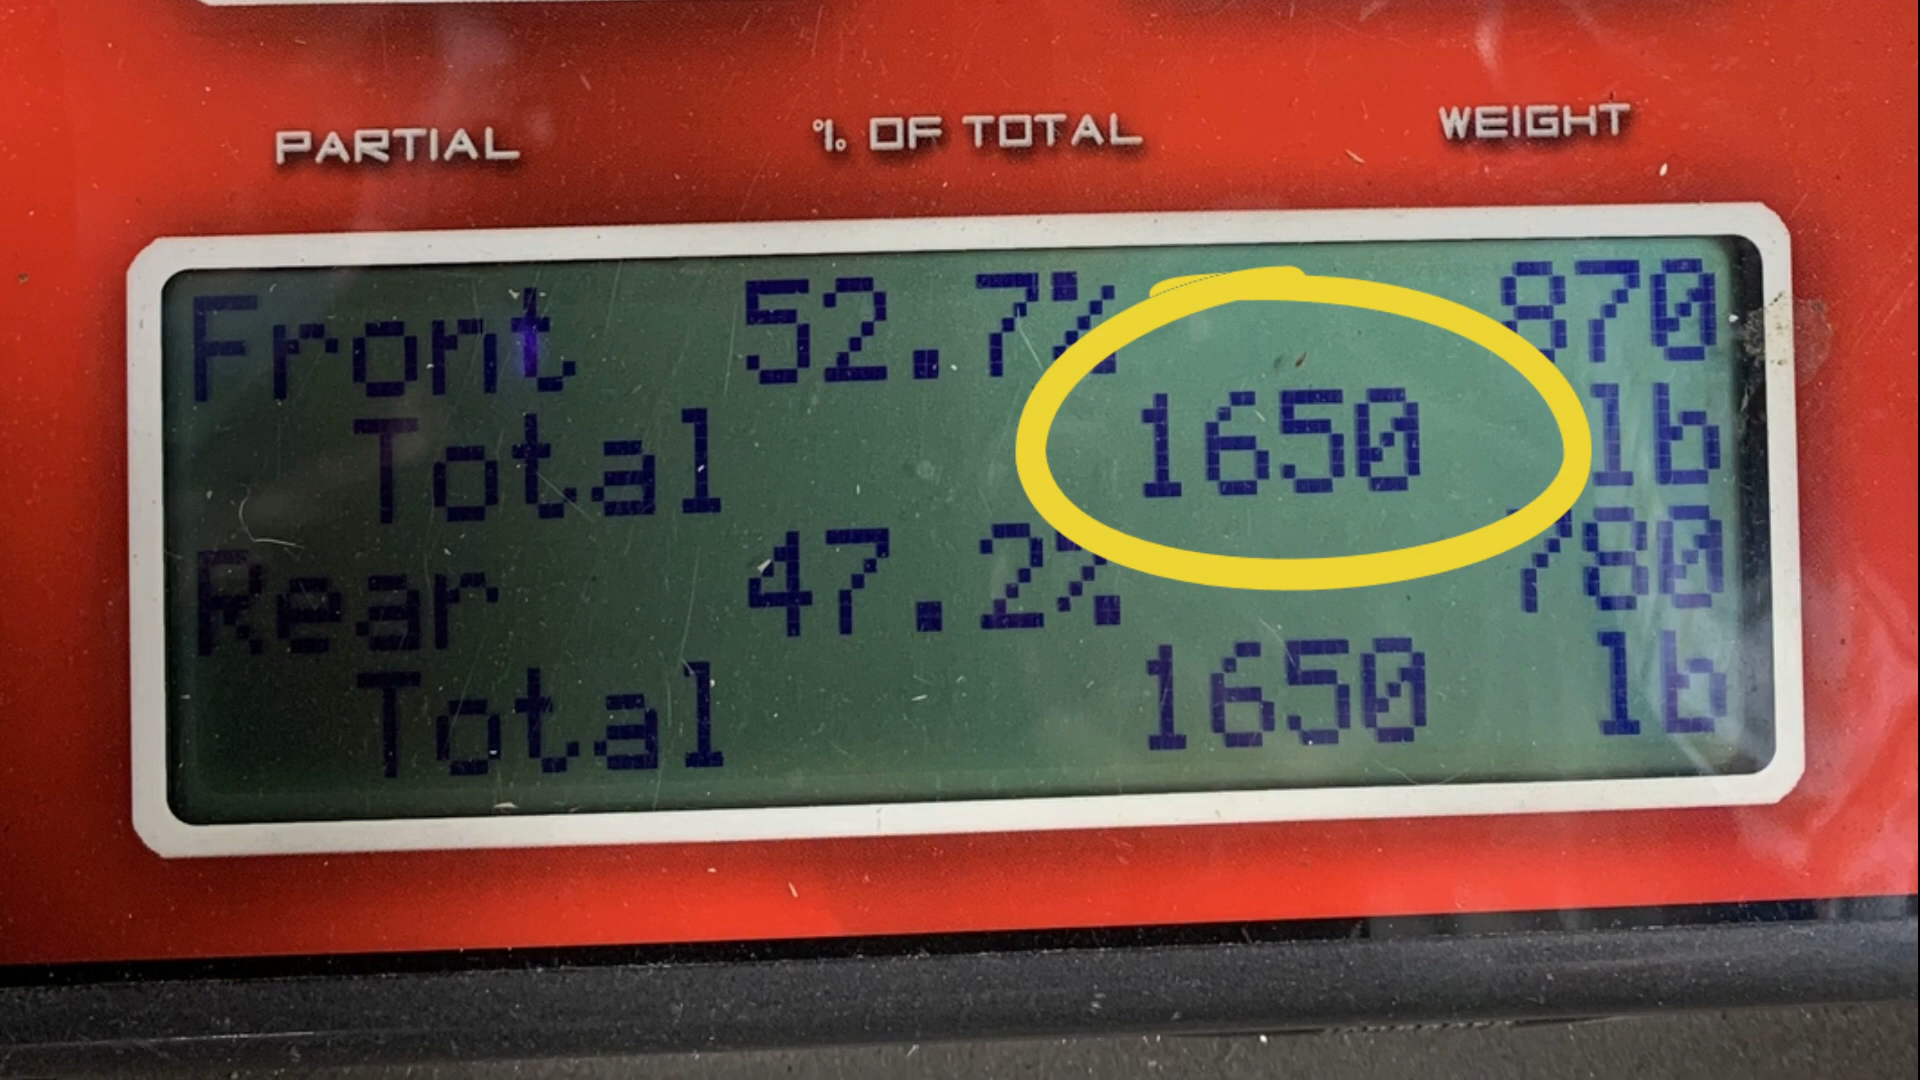 PARTIAL % OF TOTAL WEIGHT
Front 52.7% 870
Total 1650 lb
Rear 47.2% 780
Total 1650 lb